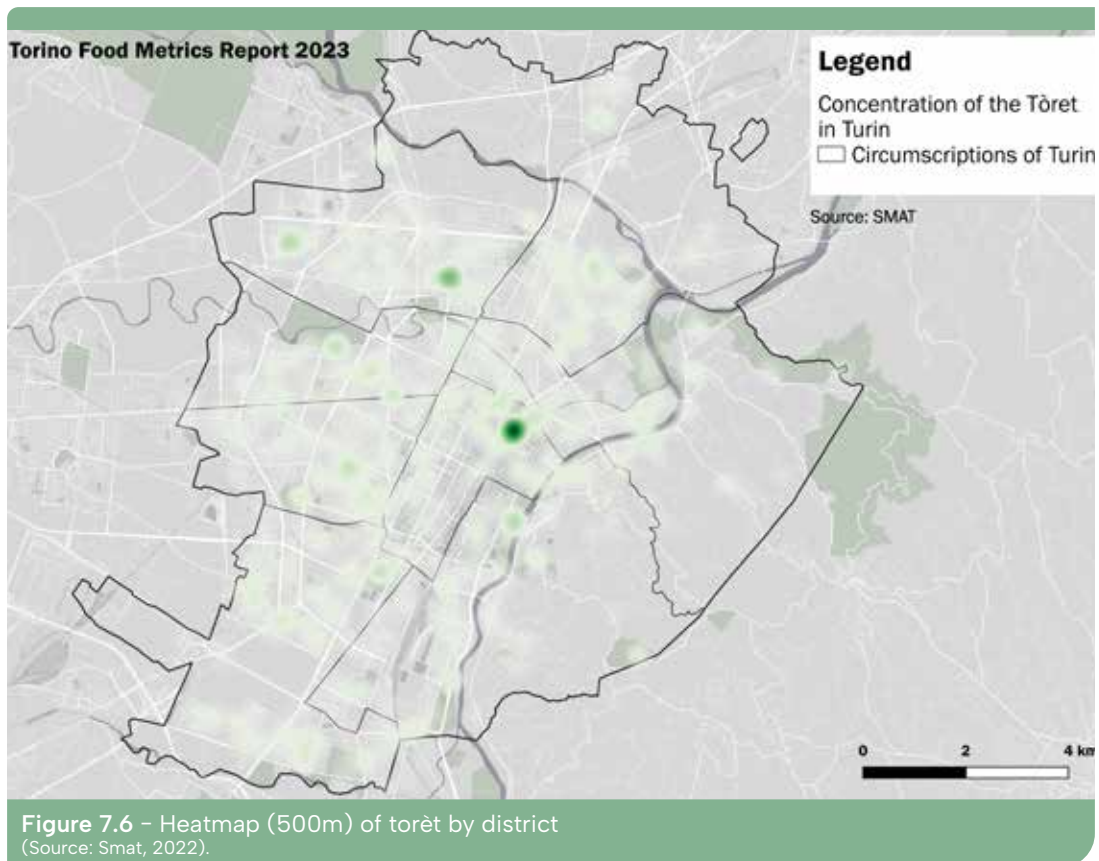 Torino Food Metrics Report 2023
Legend
Concentration of the Tòret
in Turin
Circumscriptions of Turin
Source: SMAT
0 2 4 km
Figure 7.6 – Heatmap (500m) of torèt by district
(Source: Smat, 2022).